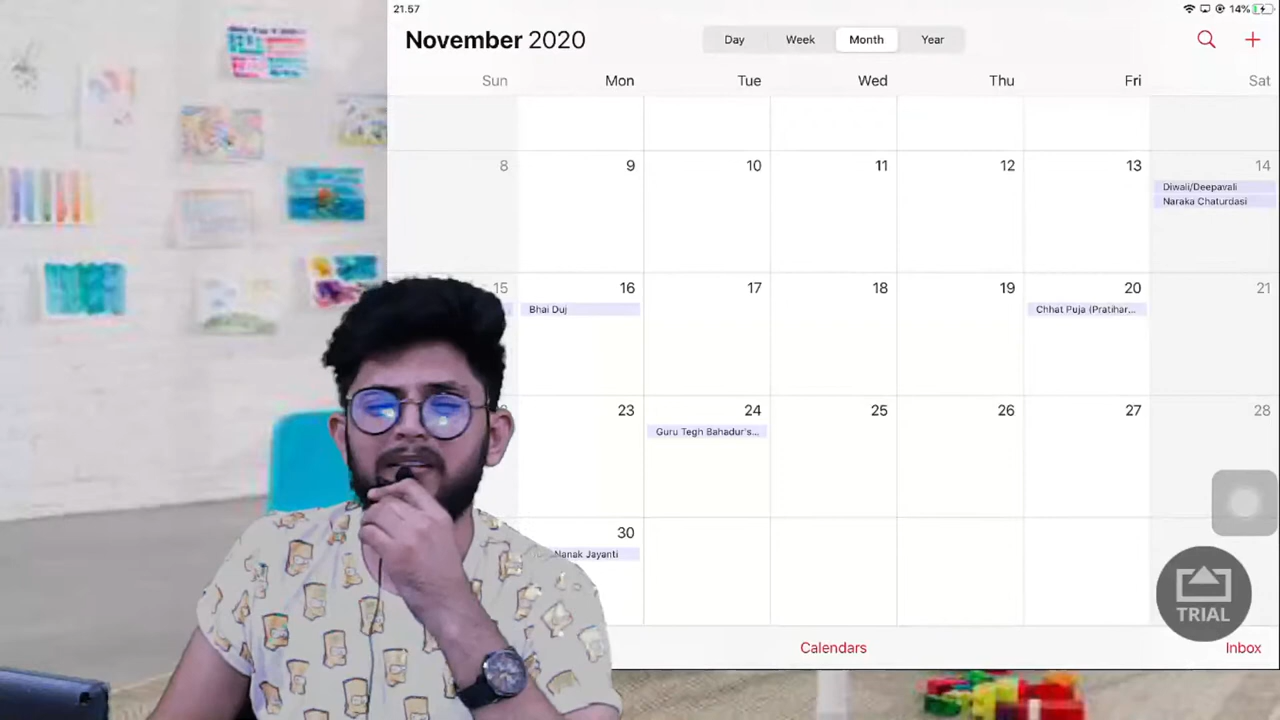 21.57
14%
November 2020
Day Week Month Year
Sun Mon Tue Wed Thu Fri Sat
8 9 10 11 12 13 14
Diwali/Deepavali
Naraka Chaturdasi
15 16 17 18 19 20 21
Bhai Duj
Chhat Puja (Pratihar...
23 24 25 26 27 28
Guru Tegh Bahadur's...
30
Nanak Jayanti
TRIAL
Calendars
Inbox